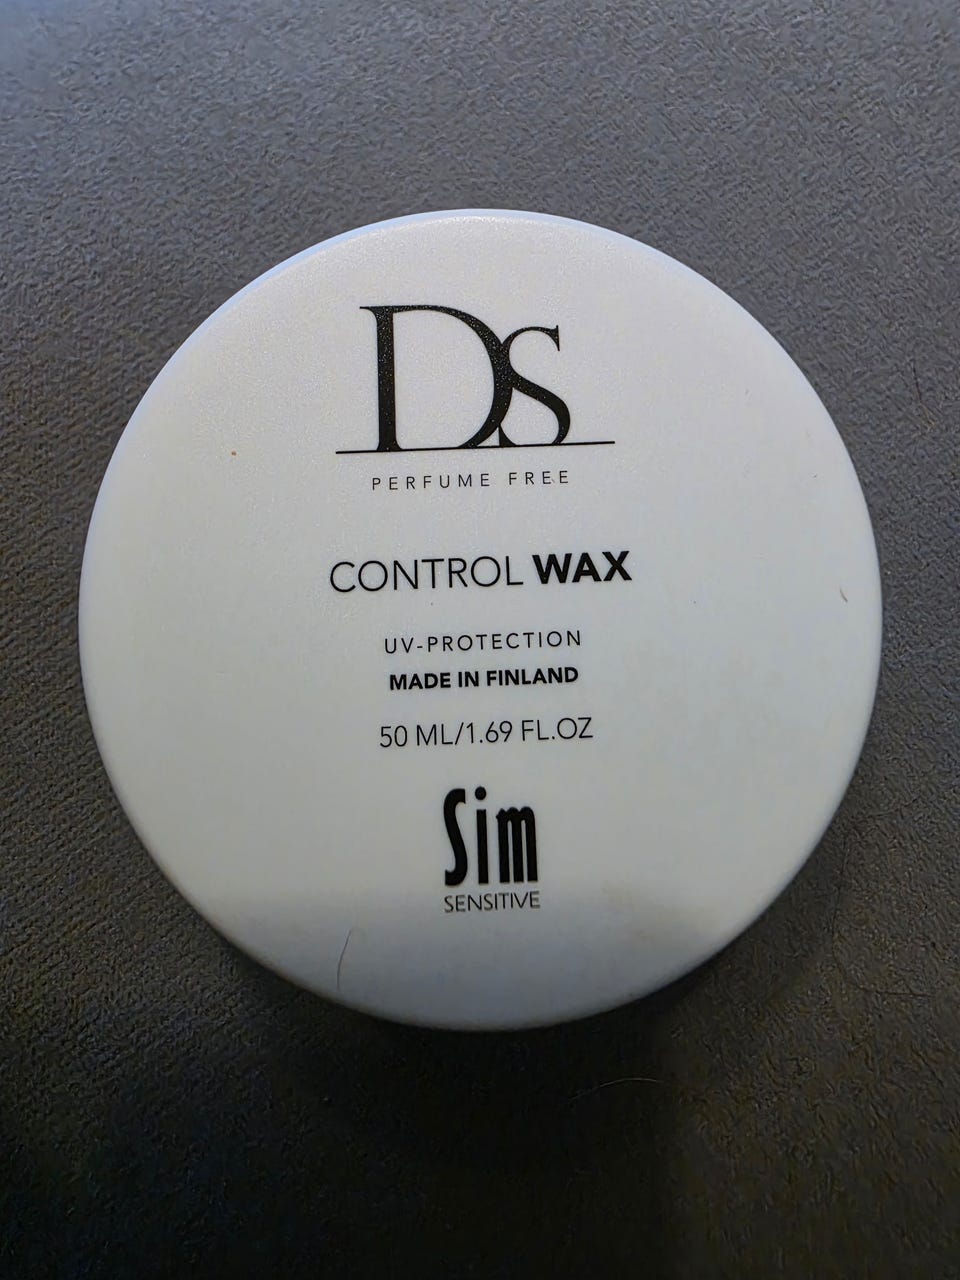 DS
PERFUME FREE
CONTROL WAX
UV-PROTECTION
MADE IN FINLAND
50 ML/1.69 FL.OZ
Sim
SENSITIVE